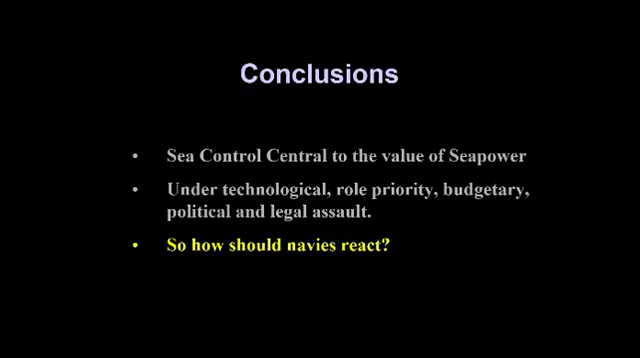 Conclusions
• Sea Control Central to the value of Seapower
• Under technological, role priority, budgetary,
political and legal assault.
• So how should navies react?